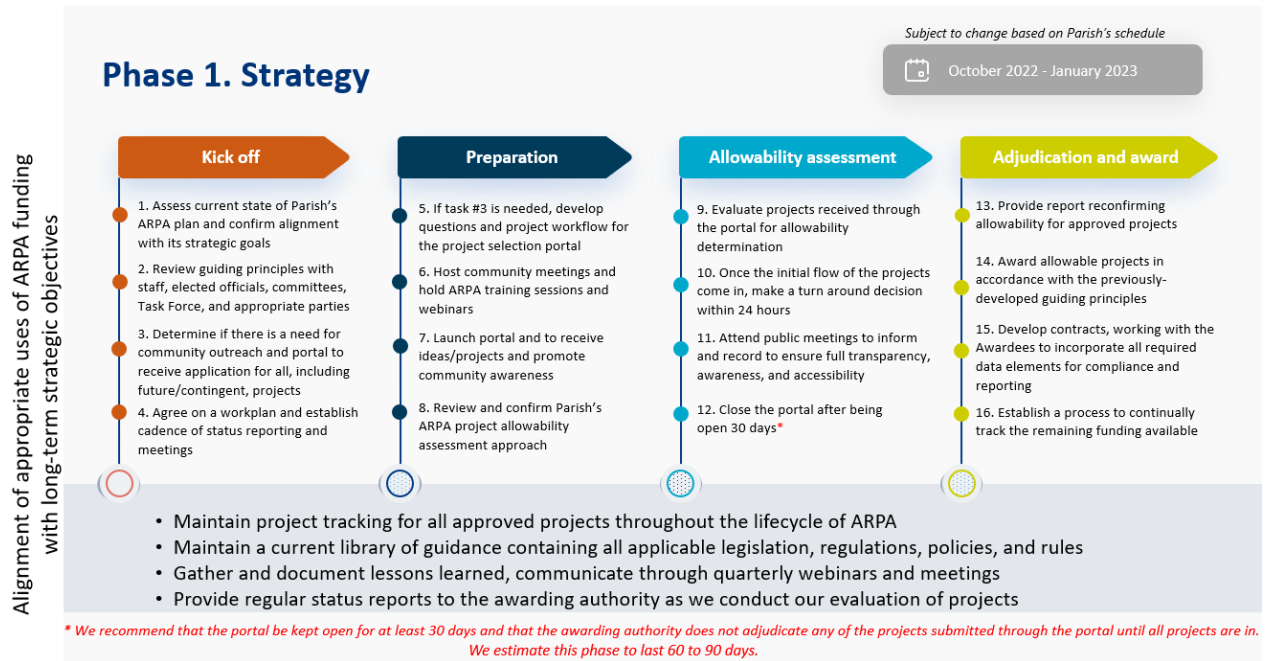 Alignment of appropriate uses of ARPA funding
with long-term strategic objectives
Subject to change based on Parish's schedule
Phase 1. Strategy
October 2022 - January 2023
Kick off
1. Assess current state of Parish's
ARPA plan and confirm alignment
with its strategic goals
2. Review guiding principles with
staff, elected officials, committees,
Task Force, and appropriate parties
3. Determine if there is a need for
community outreach and portal to
receive application for all, including
future/contingent, projects
4. Agree on a workplan and establish
cadence of status reporting and
meetings
Preparation
5. If task #3 is needed, develop
questions and project workflow for
the project selection portal
6. Host community meetings and
hold ARPA training sessions and
webinars
7. Launch portal and to receive
ideas/projects and promote
community awareness
8. Review and confirm Parish's
ARPA project allowability
assessment approach
Allowability assessment
9. Evaluate projects received through
the portal for allowability
determination
10. Once the initial flow of the projects
come in, make a turn around decision
within 24 hours
11. Attend public meetings to inform
and record to ensure full transparency,
awareness, and accessibility
12. Close the portal after being
open 30 days*
Adjudication and award
13. Provide report reconfirming
allowability for approved projects
14. Award allowable projects in
accordance with the previously-
developed guiding principles
15. Develop contracts, working with the
Awardees to incorporate all required
data elements for compliance and
reporting
16. Establish a process to continually
track the remaining funding available
• Maintain project tracking for all approved projects throughout the lifecycle of ARPA
• Maintain a current library of guidance containing all applicable legislation, regulations, policies, and rules
• Gather and document lessons learned, communicate through quarterly webinars and meetings
• Provide regular status reports to the awarding authority as we conduct our evaluation of projects
* We recommend that the portal be kept open for at least 30 days and that the awarding authority does not adjudicate any of the projects submitted through the portal until all projects are in.
We estimate this phase to last 60 to 90 days.